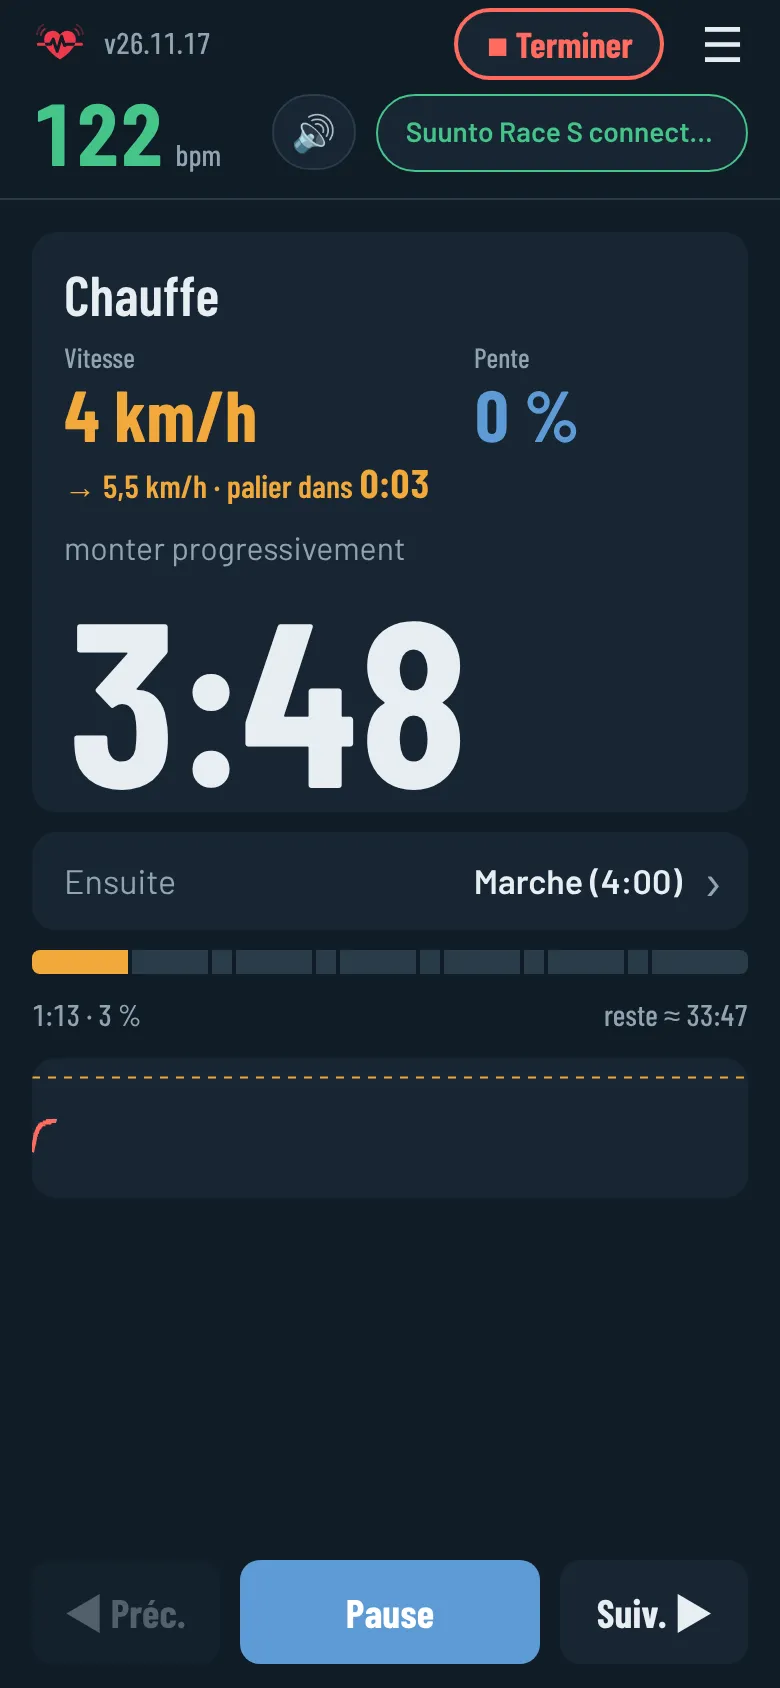 v26.11.17
■ Terminer
☰
122 bpm
Suunto Race S connect...
Chauffe
Vitesse
Pente
4 km/h
0 %
→ 5,5 km/h · palier dans 0:03
monter progressivement
3:48
Ensuite
Marche (4:00) ›
1:13 · 3 %
reste ≈ 33:47
◀ Préc.
Pause
Suiv. ▶